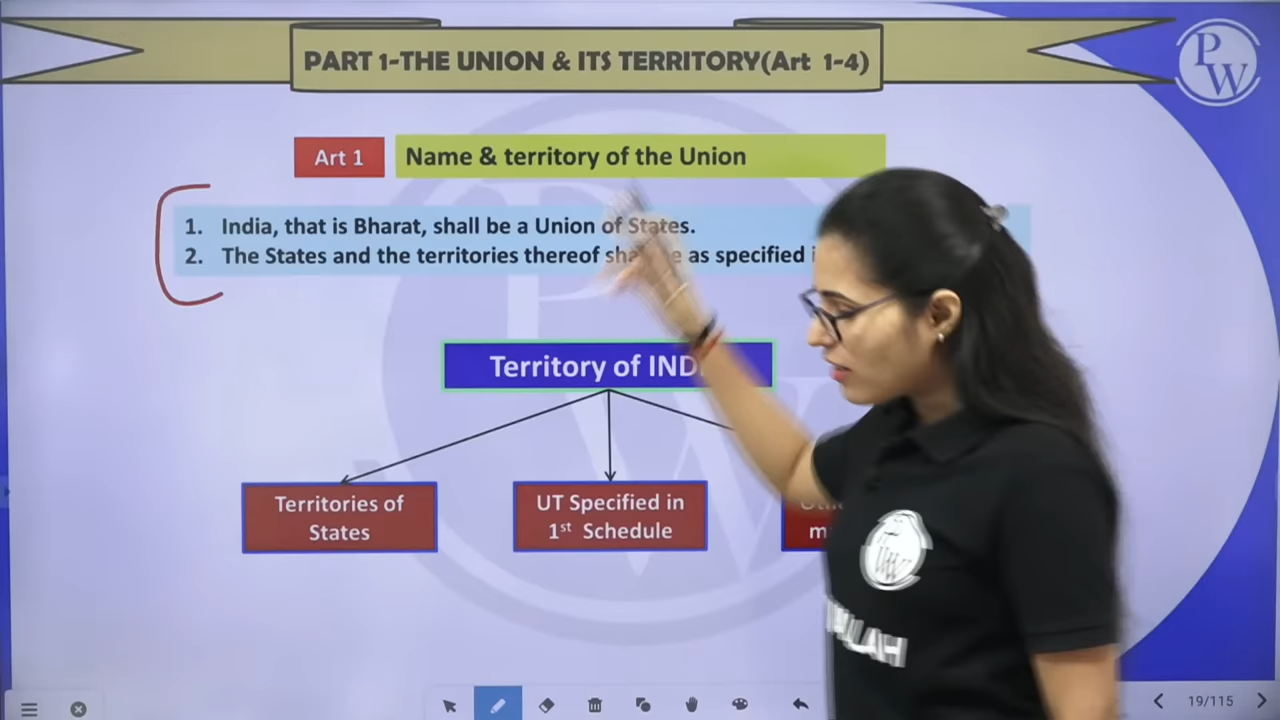 PART 1-THE UNION & ITS TERRITORY(Art 1-4)
PW
Art 1
Name & territory of the Union
1. India, that is Bharat, shall be a Union of States.
2. The States and the territories thereof as specified
Territory of
Territories of
States
UT Specified in
1st Schedule
19/115